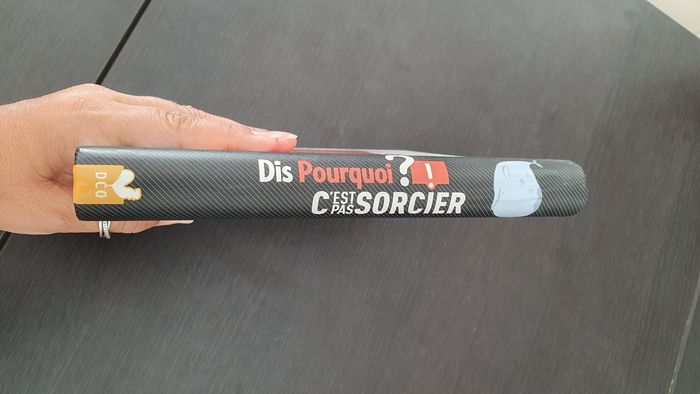 Dis Pourquoi ?!
C'EST PAS SORCIER
DCO